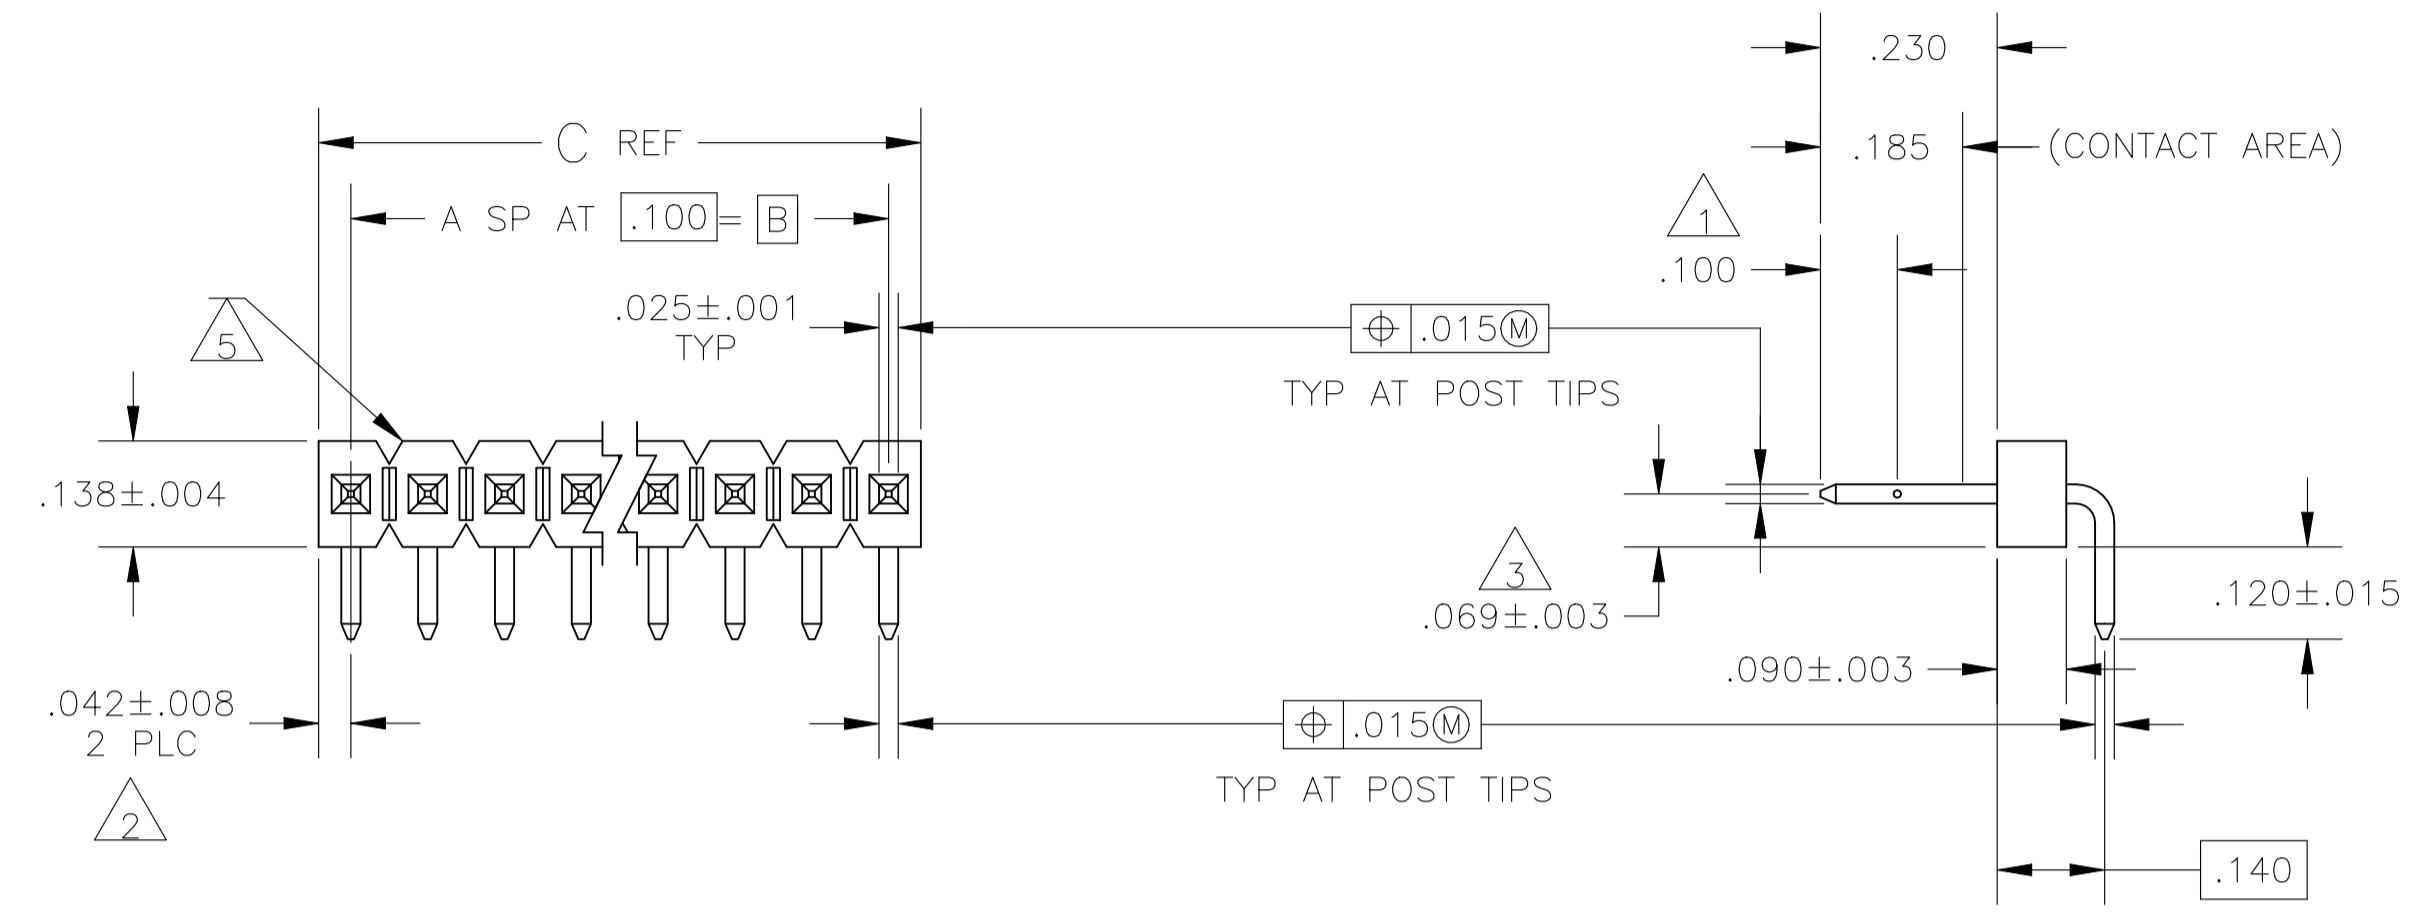 .230
C REF
.185 (CONTACT AREA)
A SP AT .100 = B
1
.100
.025±.001
TYP
.015Ⓜ
5
TYP AT POST TIPS
.138±.004
3
.069±.003
.120±.015
.090±.003
.042±.008
2 PLC
.015Ⓜ
TYP AT POST TIPS
2
.140